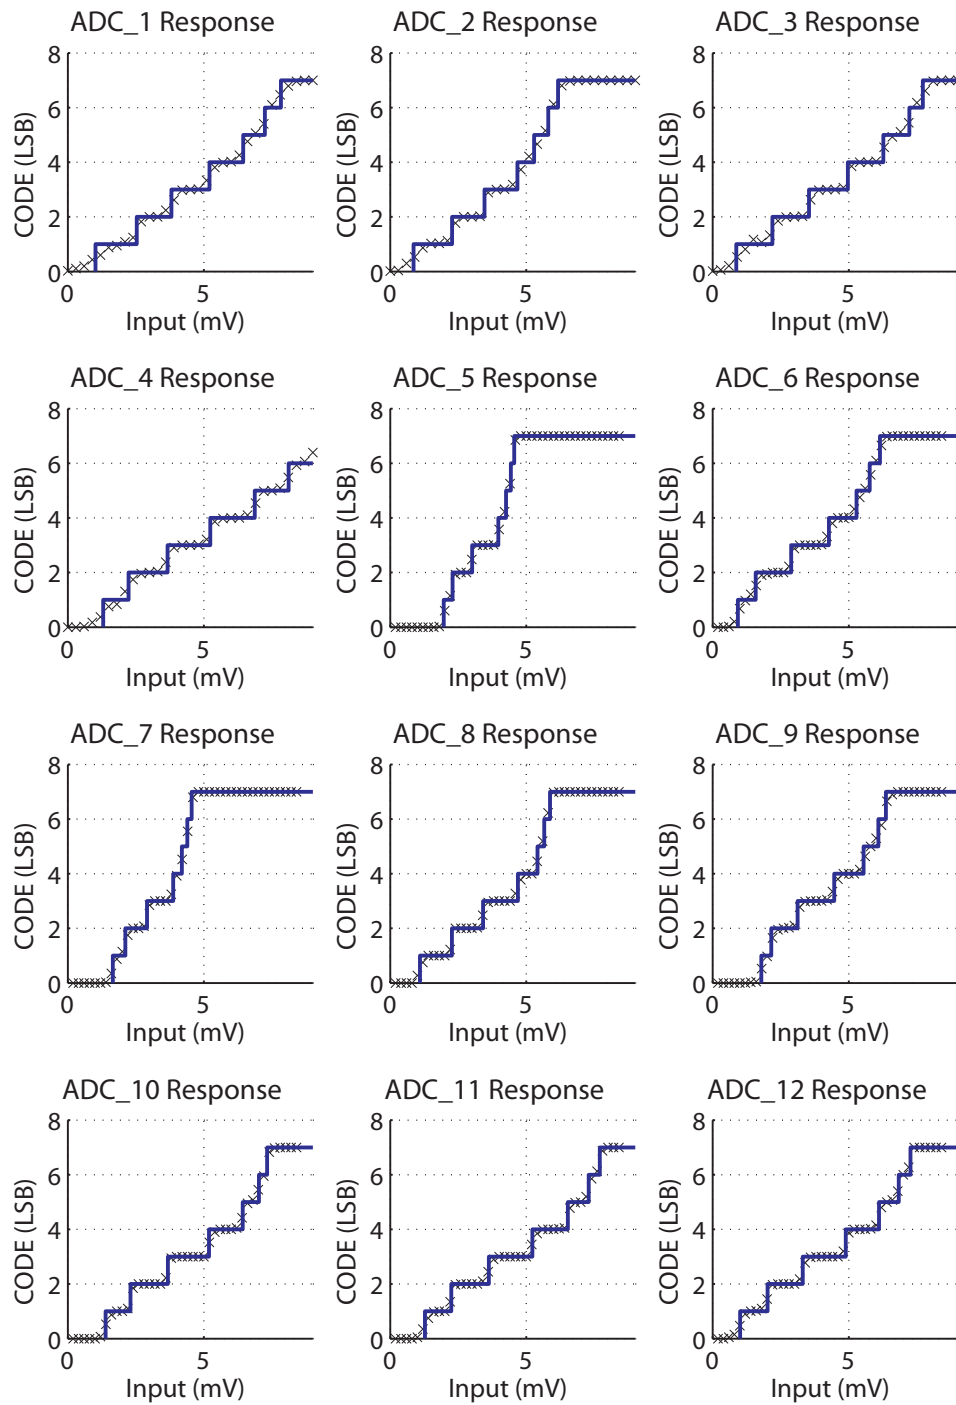 ADC_1 Response
8
6
4
2
0
CODE (LSB)
0 5
Input (mV)
ADC_2 Response
8
6
4
2
0
CODE (LSB)
0 5
Input (mV)
ADC_3 Response
8
6
4
2
0
CODE (LSB)
0 5
Input (mV)
ADC_4 Response
8
6
4
2
0
CODE (LSB)
0 5
Input (mV)
ADC_5 Response
8
6
4
2
0
CODE (LSB)
0 5
Input (mV)
ADC_6 Response
8
6
4
2
0
CODE (LSB)
0 5
Input (mV)
ADC_7 Response
8
6
4
2
0
CODE (LSB)
0 5
Input (mV)
ADC_8 Response
8
6
4
2
0
CODE (LSB)
0 5
Input (mV)
ADC_9 Response
8
6
4
2
0
CODE (LSB)
0 5
Input (mV)
ADC_10 Response
8
6
4
2
0
CODE (LSB)
0 5
Input (mV)
ADC_11 Response
8
6
4
2
0
CODE (LSB)
0 5
Input (mV)
ADC_12 Response
8
6
4
2
0
CODE (LSB)
0 5
Input (mV)